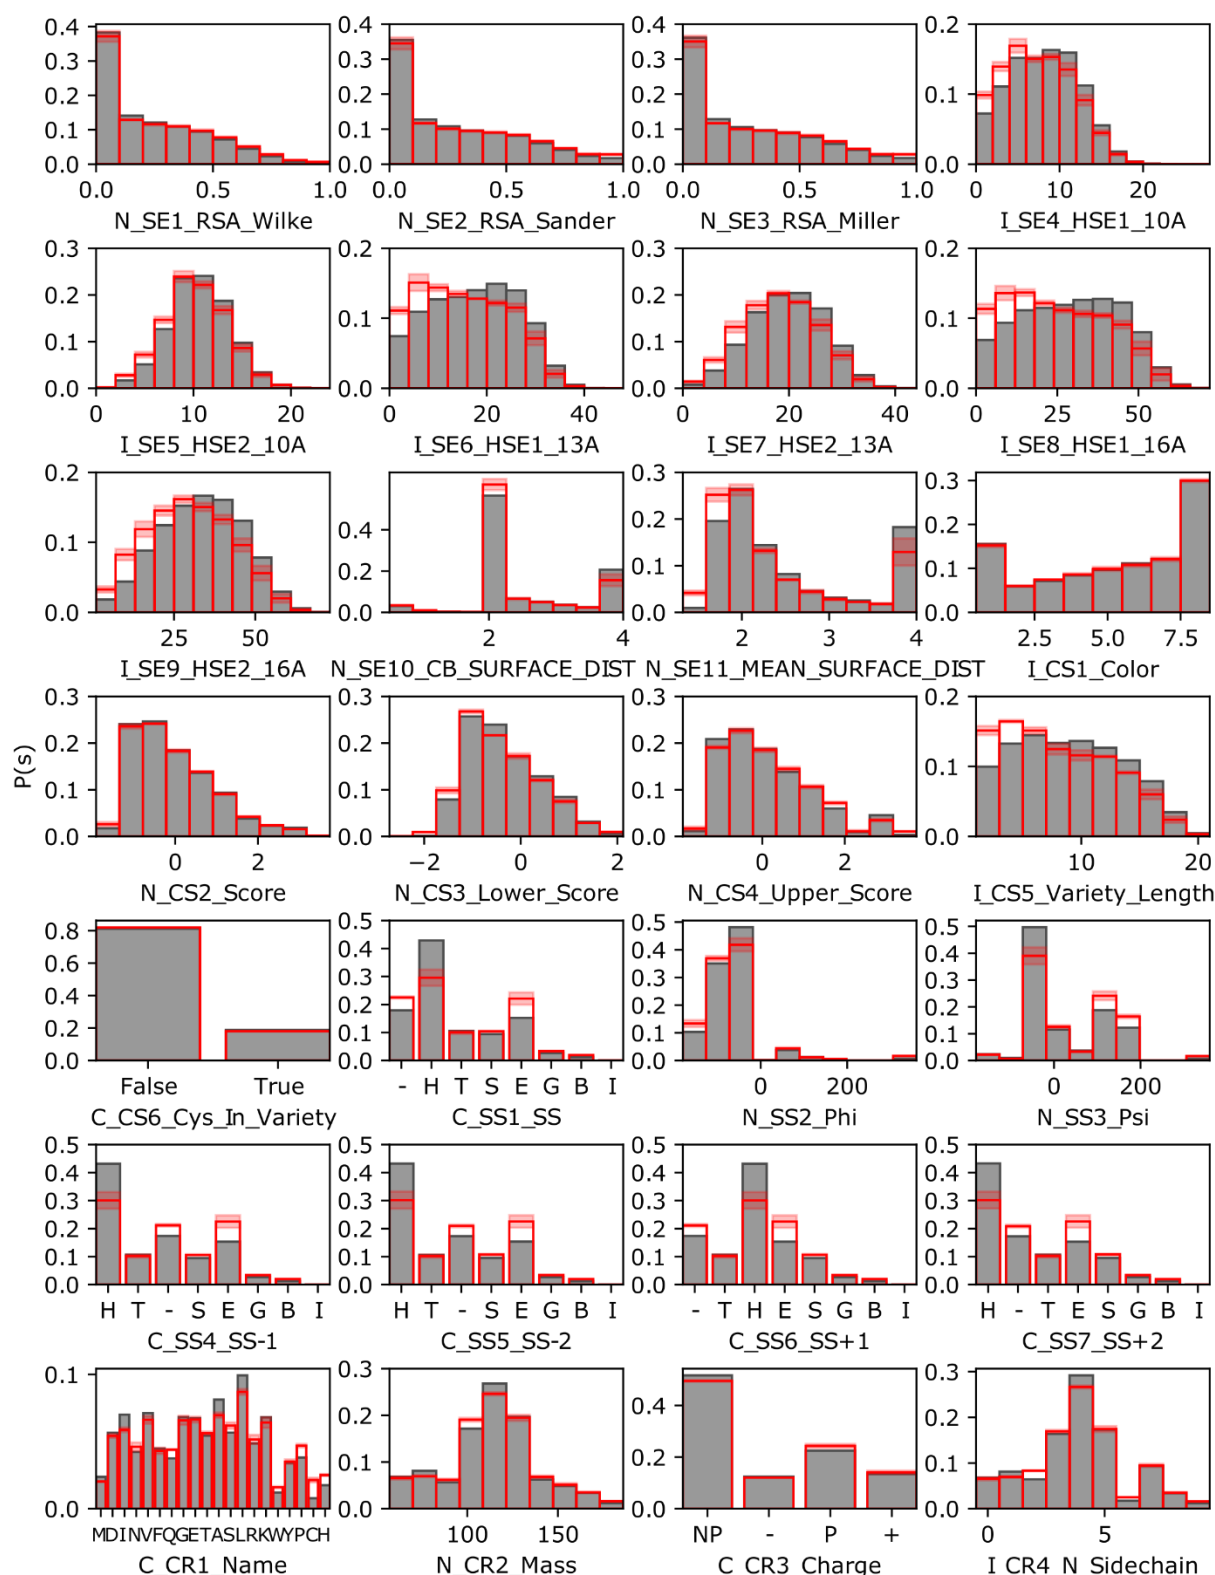 0.4 0.3 0.2 0.1 0.0
0.0 0.5 1.0
N_SE1_RSA_Wilke
0.4 0.3 0.2 0.1 0.0
0.0 0.5 1.0
N_SE2_RSA_Sander
0.4 0.3 0.2 0.1 0.0
0.0 0.5 1.0
N_SE3_RSA_Miller
0.2 0.1 0.0
0 10 20
I_SE4_HSE1_10A
0.3 0.2 0.1 0.0
0 10 20
I_SE5_HSE2_10A
0.2 0.1 0.0
0 20 40
I_SE6_HSE1_13A
0.3 0.2 0.1 0.0
0 20 40
I_SE7_HSE2_13A
0.2 0.1 0.0
0 25 50
I_SE8_HSE1_16A
0.2 0.1 0.0
25 50
I_SE9_HSE2_16A
0.4 0.2 0.0
2 4
N_SE10_CB_SURFACE_DIST
0.3 0.2 0.1 0.0
2 3 4
N_SE11_MEAN_SURFACE_DIST
0.3 0.2 0.1 0.0
2.5 5.0 7.5
I_CS1_Color
P(s)
0.3 0.2 0.1 0.0
0 2
N_CS2_Score
0.3 0.2 0.1 0.0
−2 0 2
N_CS3_Lower_Score
0.3 0.2 0.1 0.0
0 2
N_CS4_Upper_Score
0.2 0.1 0.0
10 20
I_CS5_Variety_Length
0.8 0.6 0.4 0.2 0.0
False True
C_CS6_Cys_In_Variety
0.5 0.4 0.3 0.2 0.1 0.0
- H T S E G B I
C_SS1_SS
0.5 0.4 0.3 0.2 0.1 0.0
0 200
N_SS2_Phi
0.5 0.4 0.3 0.2 0.1 0.0
0 200
N_SS3_Psi
0.5 0.4 0.3 0.2 0.1 0.0
H T - S E G B I
C_SS4_SS-1
0.5 0.4 0.3 0.2 0.1 0.0
H T - S E G B I
C_SS5_SS-2
0.5 0.4 0.3 0.2 0.1 0.0
- T H E S G B I
C_SS6_SS+1
0.5 0.4 0.3 0.2 0.1 0.0
H - T E S G B I
C_SS7_SS+2
0.1 0.0
MDINVFQGETASLRKWYPCH
C_CR1_Name
0.3 0.2 0.1 0.0
100 150
N_CR2_Mass
0.4 0.2 0.0
NP - P +
C_CR3_Charge
0.3 0.2 0.1 0.0
0 5
I_CR4_N_Sidechain